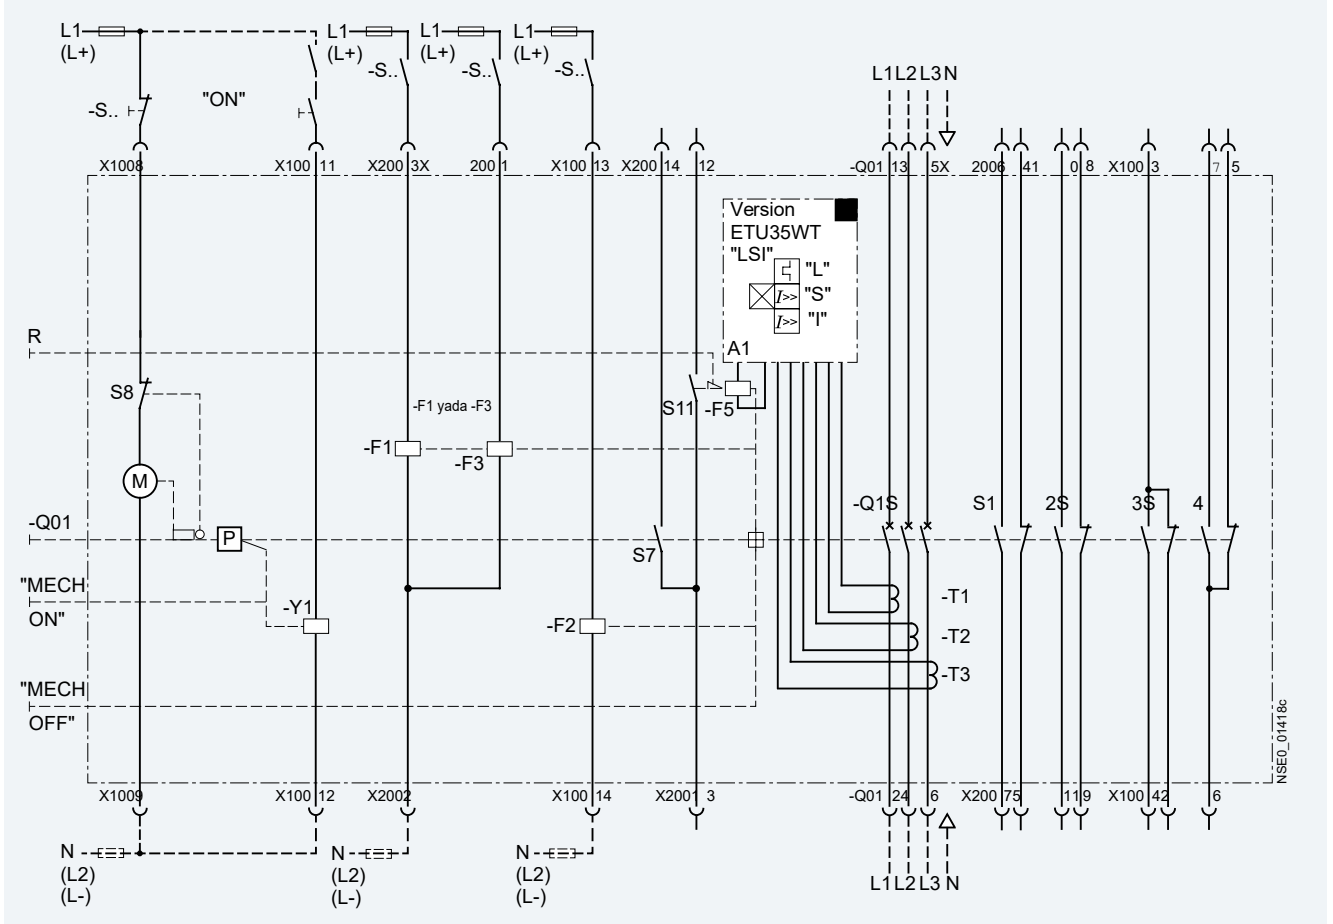 L1 L1 L1 L1
(L+) (L+) (L+) (L+)
-S.. -S.. -S..
L1 L2 L3 N
-S.. "ON"
X1008 X100 11 X200 3X 200 1 X100 13 X200 14 12 -Q01 13 5X 2006 41 0 8 X100 3 7 5
Version
ETU35WT
"LSI"
"L"
I>> "S"
I>> "I"
R
A1
S8
-F1 yada -F3
S11 -F5
-F1
-F3
M
-Q1S S1 2S 3S 4
-Q01
P
S7
"MECH
ON"
-Y1
-T1
-F2
-T2
-T3
"MECH
OFF"
NSE0_01418c
X1009 X100 12 X2002 X100 14 X200 1 3 -Q01 24 6 X200 75 119 X100 42 6
N N N
(L2) (L2) (L2)
(L-) (L-) (L-)
L1 L2 L3 N